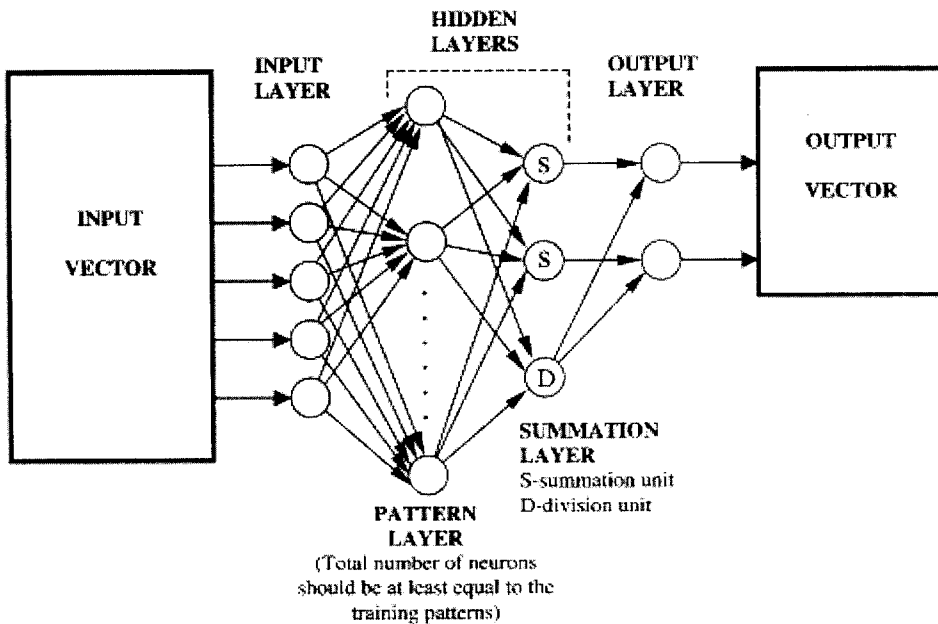 HIDDEN
LAYERS
INPUT
LAYER
OUTPUT
LAYER
INPUT
VECTOR
OUTPUT
VECTOR
S
S
D
SUMMATION
LAYER
S-summation unit
D-division unit
PATTERN
LAYER
(Total number of neurons
should be at least equal to the
training patterns)